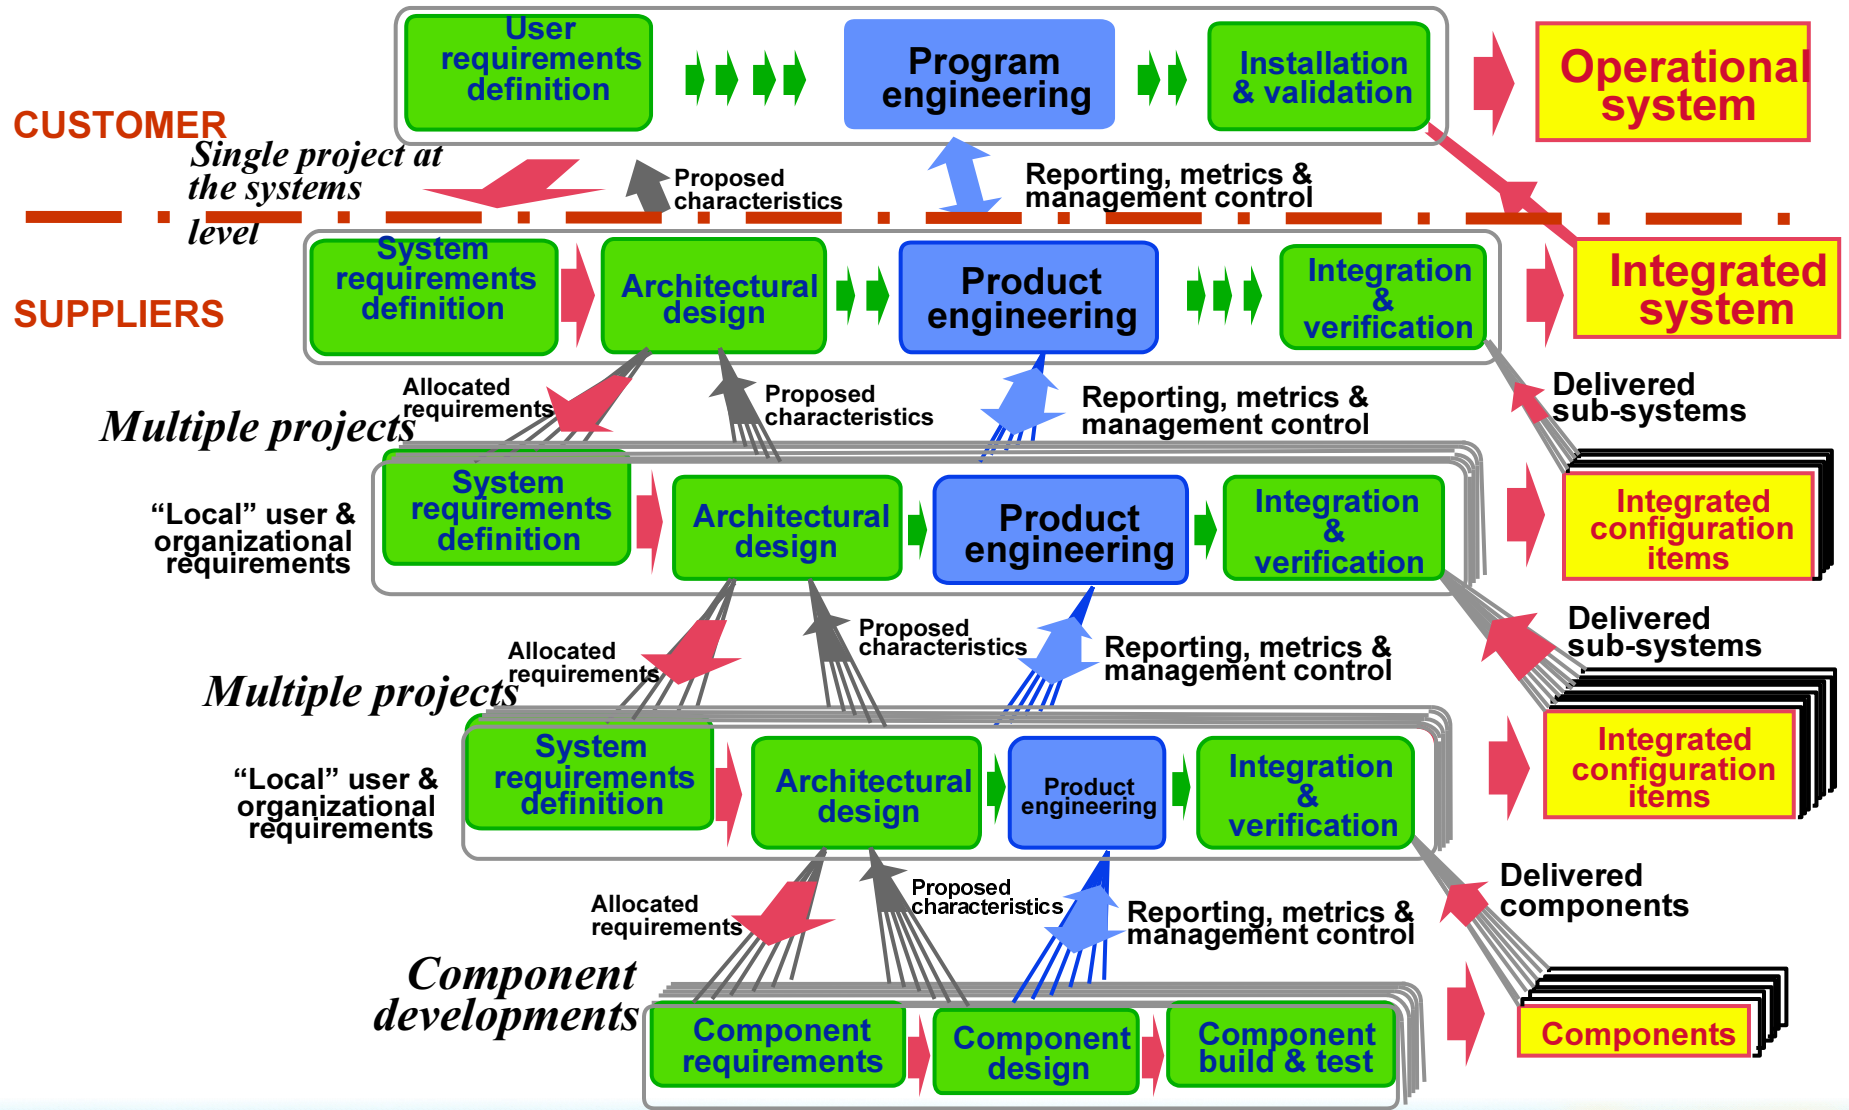 User
requirements
definition
Program
engineering
Installation
& validation
Operational
system
CUSTOMER
Single project at
the systems
level
Proposed
characteristics
Reporting, metrics &
management control
SUPPLIERS
System
requirements
definition
Architectural
design
Product
engineering
Integration
&
verification
Integrated
system
Allocated
requirements
Proposed
characteristics
Reporting, metrics &
management control
Delivered
sub-systems
Multiple projects
“Local” user &
organizational
requirements
System
requirements
definition
Architectural
design
Product
engineering
Integration
&
verification
Integrated
configuration
items
Allocated
requirements
Proposed
characteristics
Reporting, metrics &
management control
Delivered
sub-systems
Multiple projects
“Local” user &
organizational
requirements
System
requirements
definition
Architectural
design
Product
engineering
Integration
&
verification
Integrated
configuration
items
Allocated
requirements
Proposed
characteristics
Reporting, metrics &
management control
Delivered
components
Component
developments
Component
requirements
Component
design
Component
build & test
Components